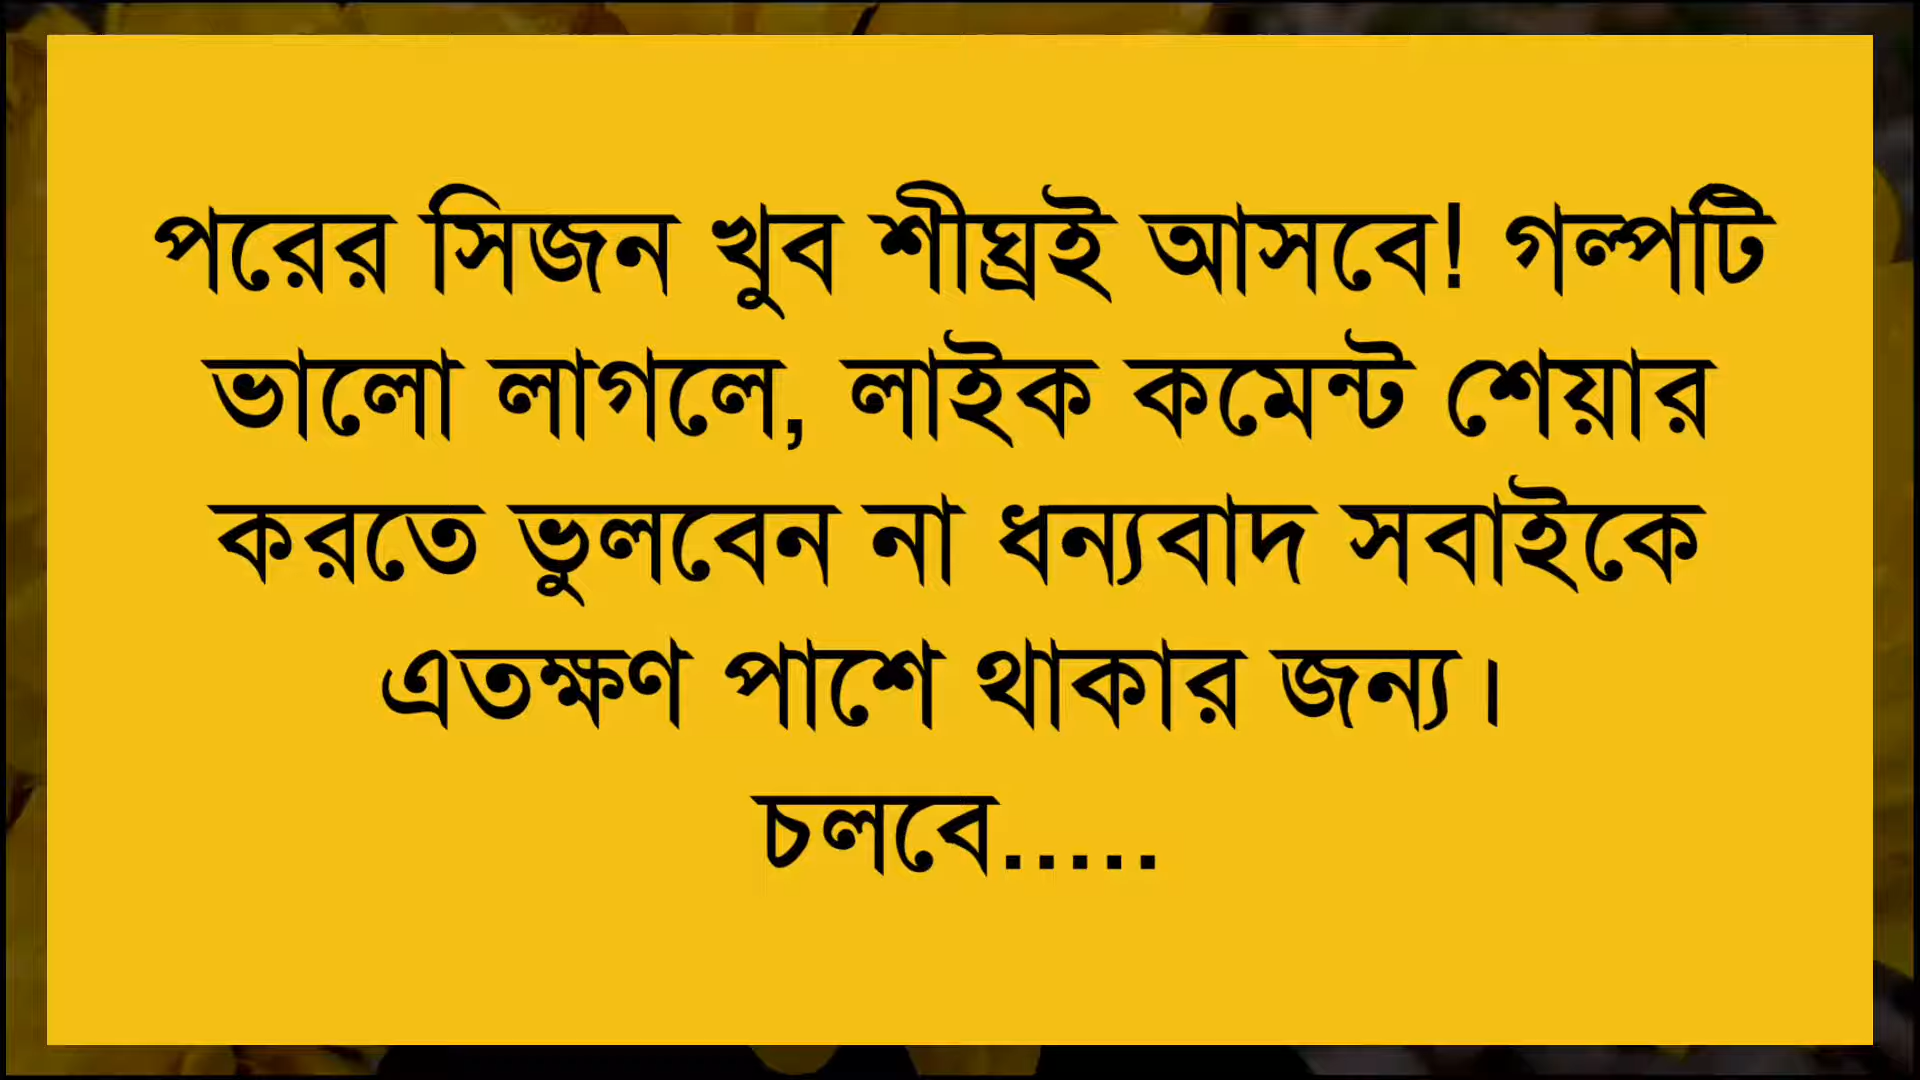 পরের সিজন খুব শীঘ্রই আসবে! গল্পটি
ভালো লাগলে, লাইক কমেন্ট শেয়ার
করতে ভুলবেন না ধন্যবাদ সবাইকে
এতক্ষণ পাশে থাকার জন্য।
চলবে.....